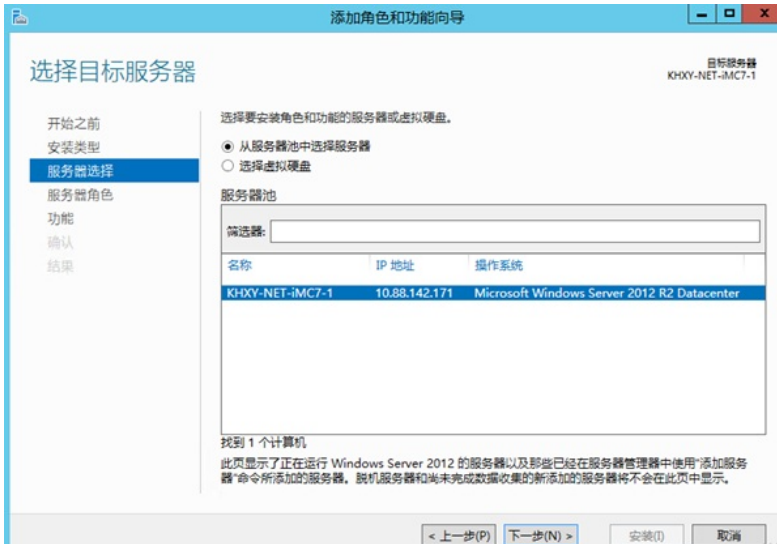 添加角色和功能向导
选择目标服务器
目标服务器
KHXY-NET-iMC7-1
开始之前
安装类型
服务器选择
服务器角色
功能
确认
结果
选择要安装角色和功能的服务器或虚拟硬盘。
从服务器池中选择服务器
选择虚拟硬盘
服务器池
筛选器:
名称 IP 地址 操作系统
KHXY-NET-iMC7-1 10.88.142.171 Microsoft Windows Server 2012 R2 Datacenter
找到 1 个计算机
此页显示了正在运行 Windows Server 2012 的服务器以及那些已经在服务器管理器中使用"添加服务
器"命令所添加的服务器。脱机服务器和尚未完成数据收集的新添加的服务器将不会在此页中显示。
< 上一步(P) 下一步(N) > 安装(I) 取消